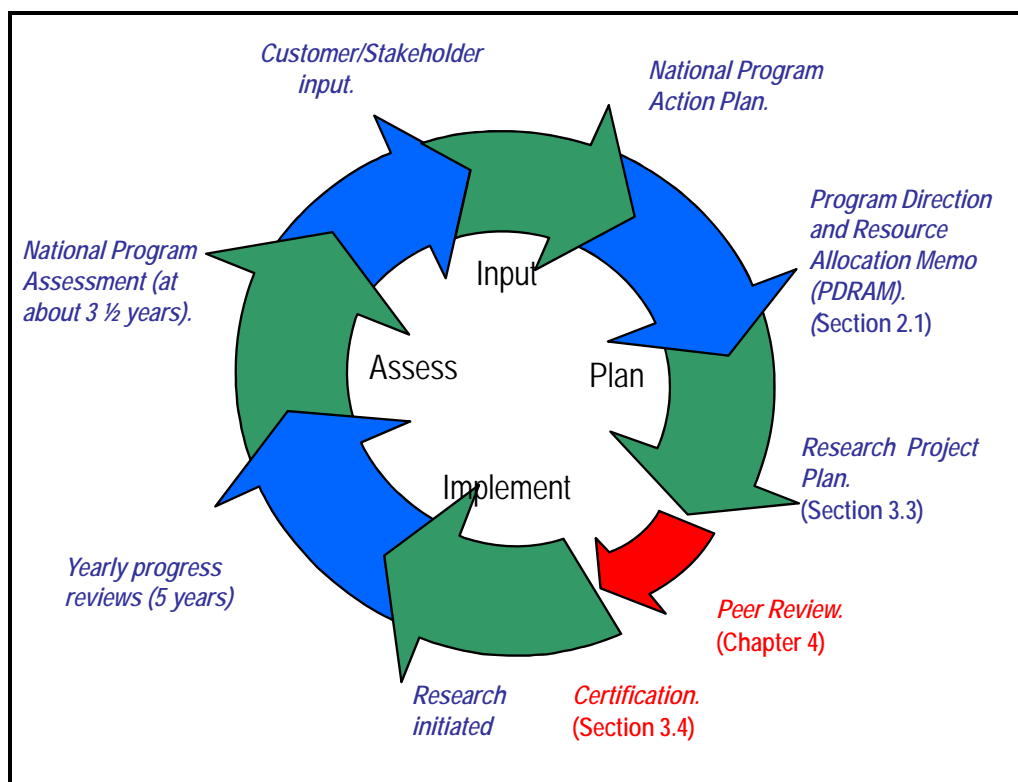 Customer/Stakeholder
input.
National Program
Action Plan.
Program Direction
and Resource
Allocation Memo
(PDRAM).
(Section 2.1)
National Program
Assessment (at
about 3 ½ years).
Input
Assess
Plan
Implement
Research Project
Plan.
(Section 3.3)
Yearly progress
reviews (5 years)
Peer Review.
(Chapter 4)
Research
initiated
Certification.
(Section 3.4)